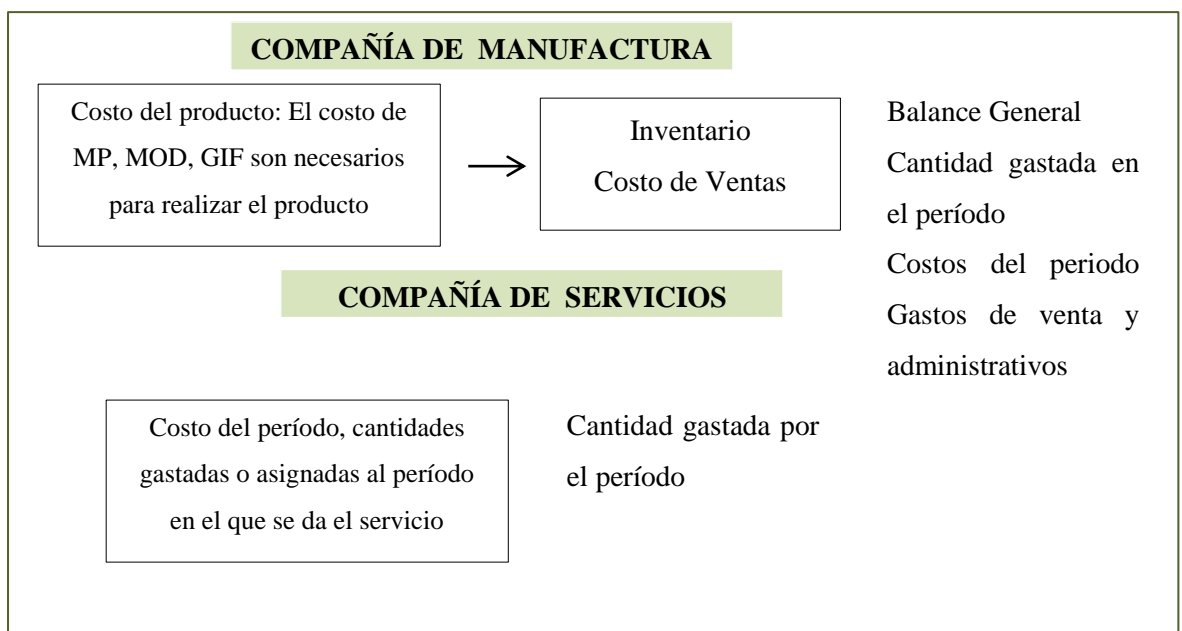 COMPAÑÍA DE MANUFACTURA
Costo del producto: El costo de
MP, MOD, GIF son necesarios
para realizar el producto
Inventario
Costo de Ventas
Balance General
Cantidad gastada en
el período
Costos del periodo
Gastos de venta y
administrativos
COMPAÑÍA DE SERVICIOS
Costo del período, cantidades
gastadas o asignadas al período
en el que se da el servicio
Cantidad gastada por
el período